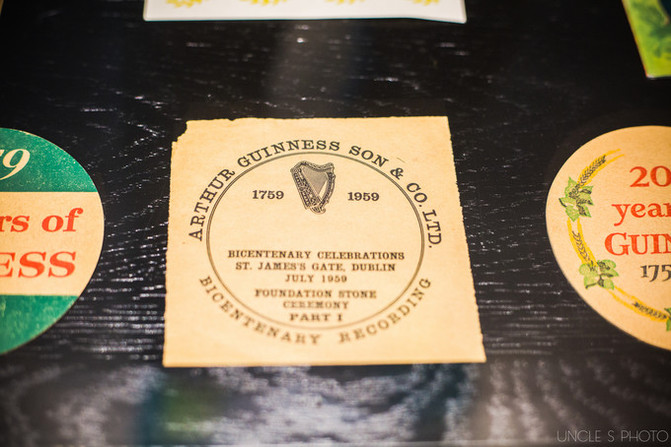 ARTHUR GUINNESS SON & CO. LTD.
1759 1959
BICENTENARY CELEBRATIONS
ST. JAMES'S GATE, DUBLIN
JULY 1959
FOUNDATION STONE
CEREMONY
PART I
BICENTENARY RECORDING
9
rs of
ESS
20
year
GUIN
175
UNCLE S PHOTO